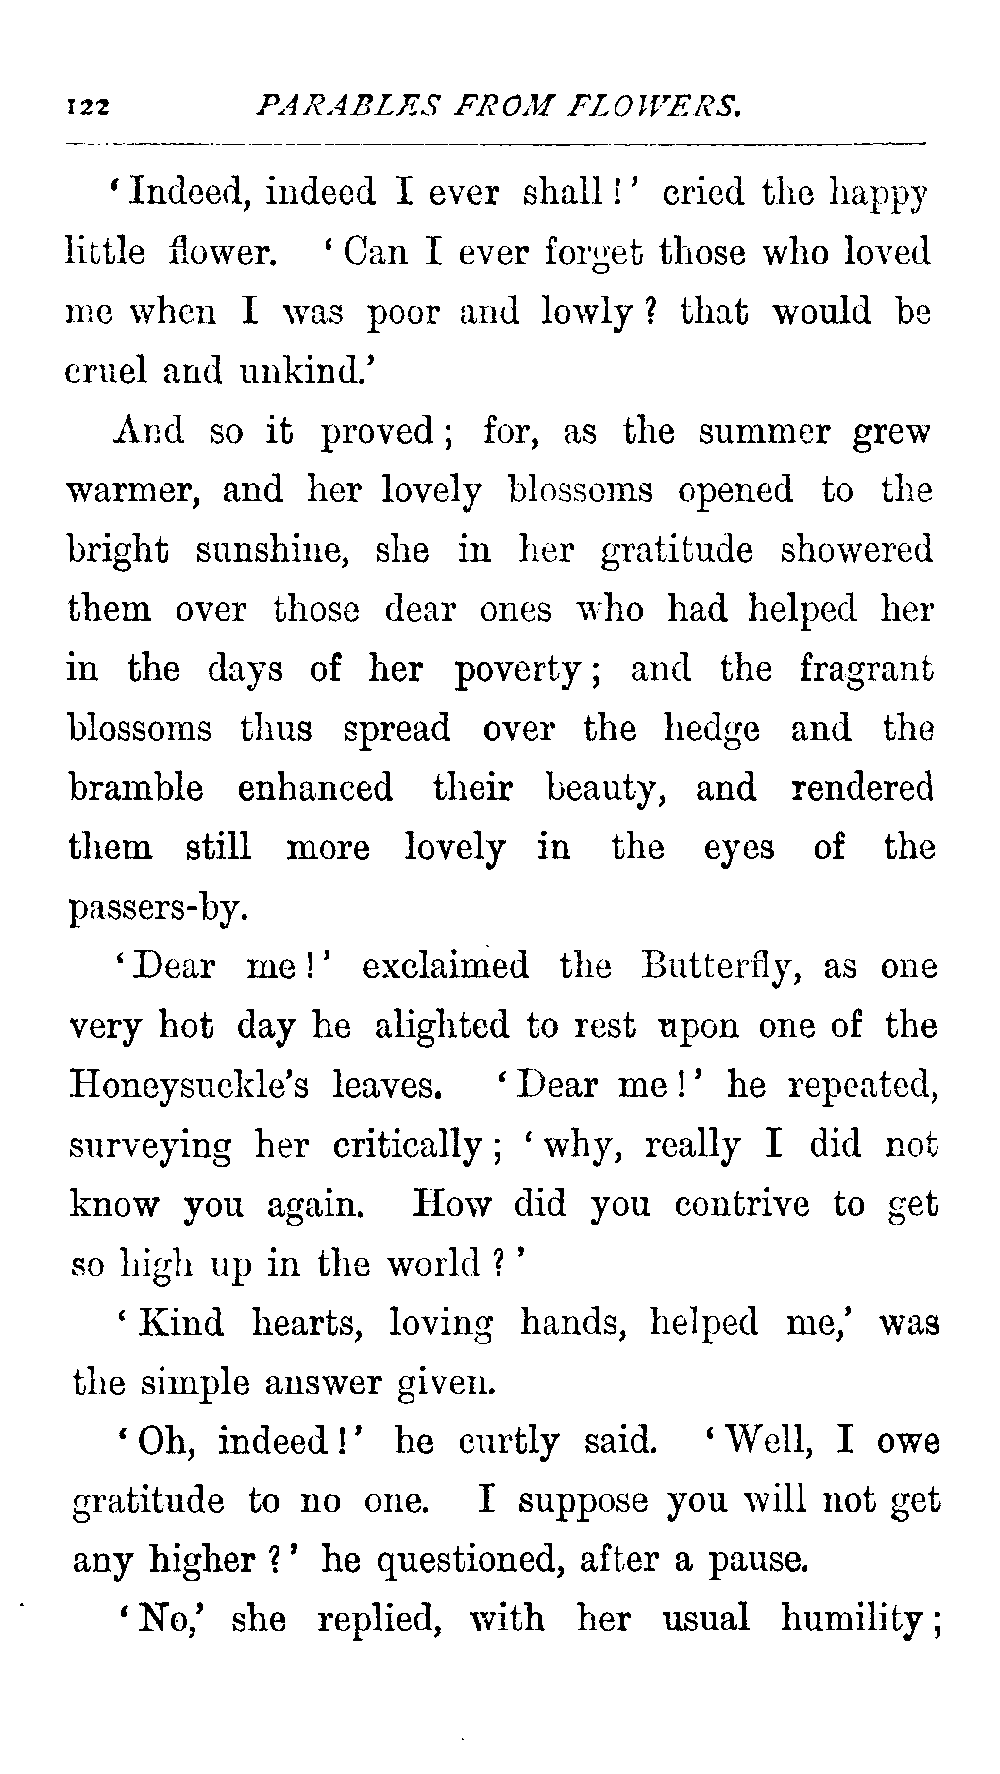 122 PARABLES FROM FLOWERS.
‘Indeed, indeed I ever shall!’ cried the happy
little flower. ‘Can I ever forget those who loved
me when I was poor and lowly? that would be
cruel and unkind.’
And so it proved; for, as the summer grew
warmer, and her lovely blossoms opened to the
bright sunshine, she in her gratitude showered
them over those dear ones who had helped her
in the days of her poverty; and the fragrant
blossoms thus spread over the hedge and the
bramble enhanced their beauty, and rendered
them still more lovely in the eyes of the
passers-by.
‘Dear me!’ exclaimed the Butterfly, as one
very hot day he alighted to rest upon one of the
Honeysuckle’s leaves. ‘Dear me!’ he repeated,
surveying her critically; ‘why, really I did not
know you again. How did you contrive to get
so high up in the world?’
‘Kind hearts, loving hands, helped me,’ was
the simple answer given.
‘Oh, indeed!’ he curtly said. ‘Well, I owe
gratitude to no one. I suppose you will not get
any higher?’ he questioned, after a pause.
‘No,’ she replied, with her usual humility;